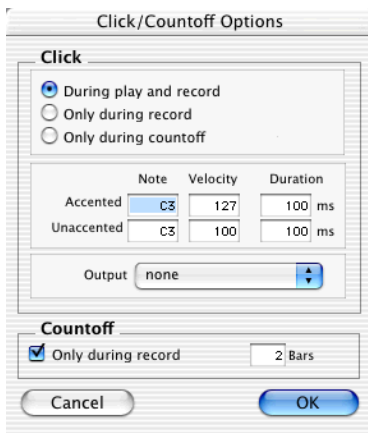 Click/Countoff Options
Click
During play and record
Only during record
Only during countoff
Note Velocity Duration
Accented C3 127 100 ms
Unaccented C3 100 100 ms
Output none
Countoff
Only during record 2 Bars
Cancel OK